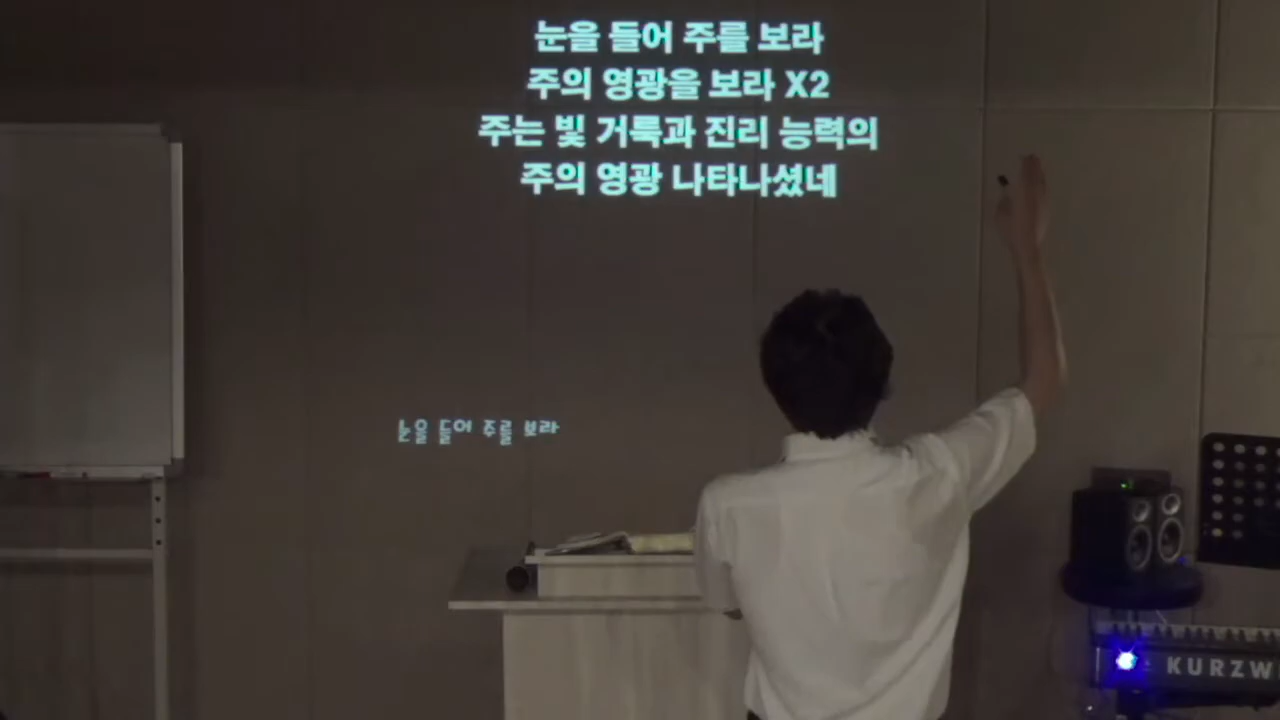 눈을 들어 주를 보라
주의 영광을 보라 X2
주는 빛 거룩과 진리 능력의
주의 영광 나타나셨네
눈을 들어 주를 보라
KURZW